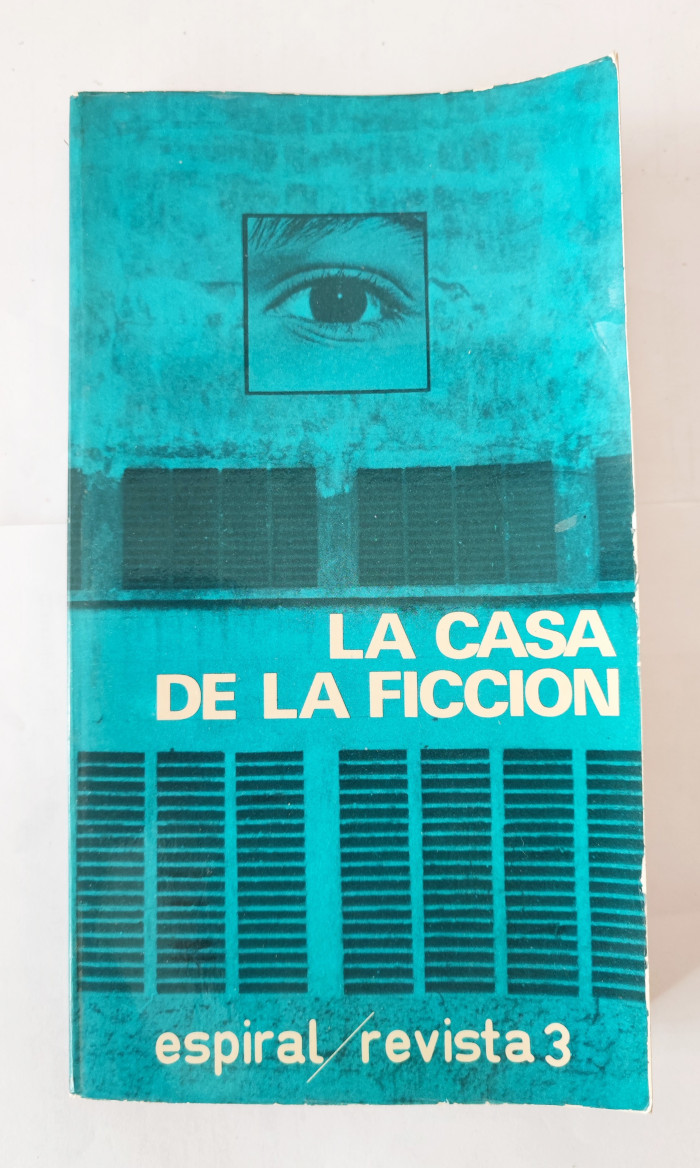 LA CASA
DE LA FICCION
espiral/revista 3